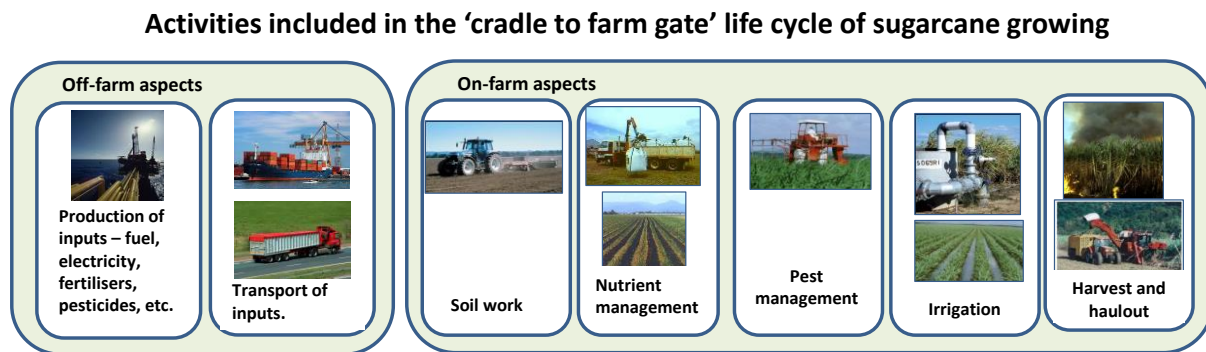 Activities included in the ‘cradle to farm gate’ life cycle of sugarcane growing
Off-farm aspects
Production of
inputs – fuel,
electricity,
fertilisers,
pesticides, etc.
Transport of
inputs.
On-farm aspects
Soil work
Nutrient
management
Pest
management
Irrigation
Harvest and
haulout